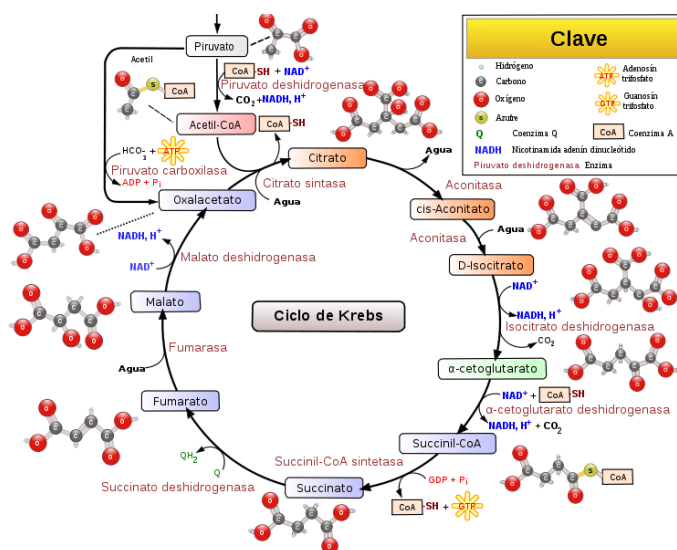 Clave
Hidrógeno
Carbono
Oxígeno
Azufre
S
Q Coenzima Q
NADH Nicotinamida adenín dinucleótido
Piruvato deshidrogenasa Enzima
ATP Adenosín
trifosfato
GTP Guanosín
trifosfato
CoA Coenzima A
Piruvato
Acetil
S CoA
CoA-SH + NAD+
Piruvato deshidrogenasa
CO2+NADH, H+
Acetil-CoA
CoA-SH
HCO3- + ATP
Piruvato carboxilasa
ADP + Pi
Citrato
Citrato sintasa
Agua
Agua
Aconitasa
cis-Aconitato
Aconitasa
Agua
D-Isocitrato
NAD+
NADH, H+
Isocitrato deshidrogenasa
CO2
α-cetoglutarato
NAD+ + CoA-SH
α-cetoglutarato deshidrogenasa
NADH, H+ + CO2
Succinil-CoA
S CoA
Succinil-CoA sintetasa
GDP + Pi
CoA-SH + GTP
Succinato
Succinato deshidrogenasa
Q
QH2
Fumarato
Agua
Fumarasa
Malato
NAD+
Malato deshidrogenasa
NADH, H+
Oxalacetato
Ciclo de Krebs